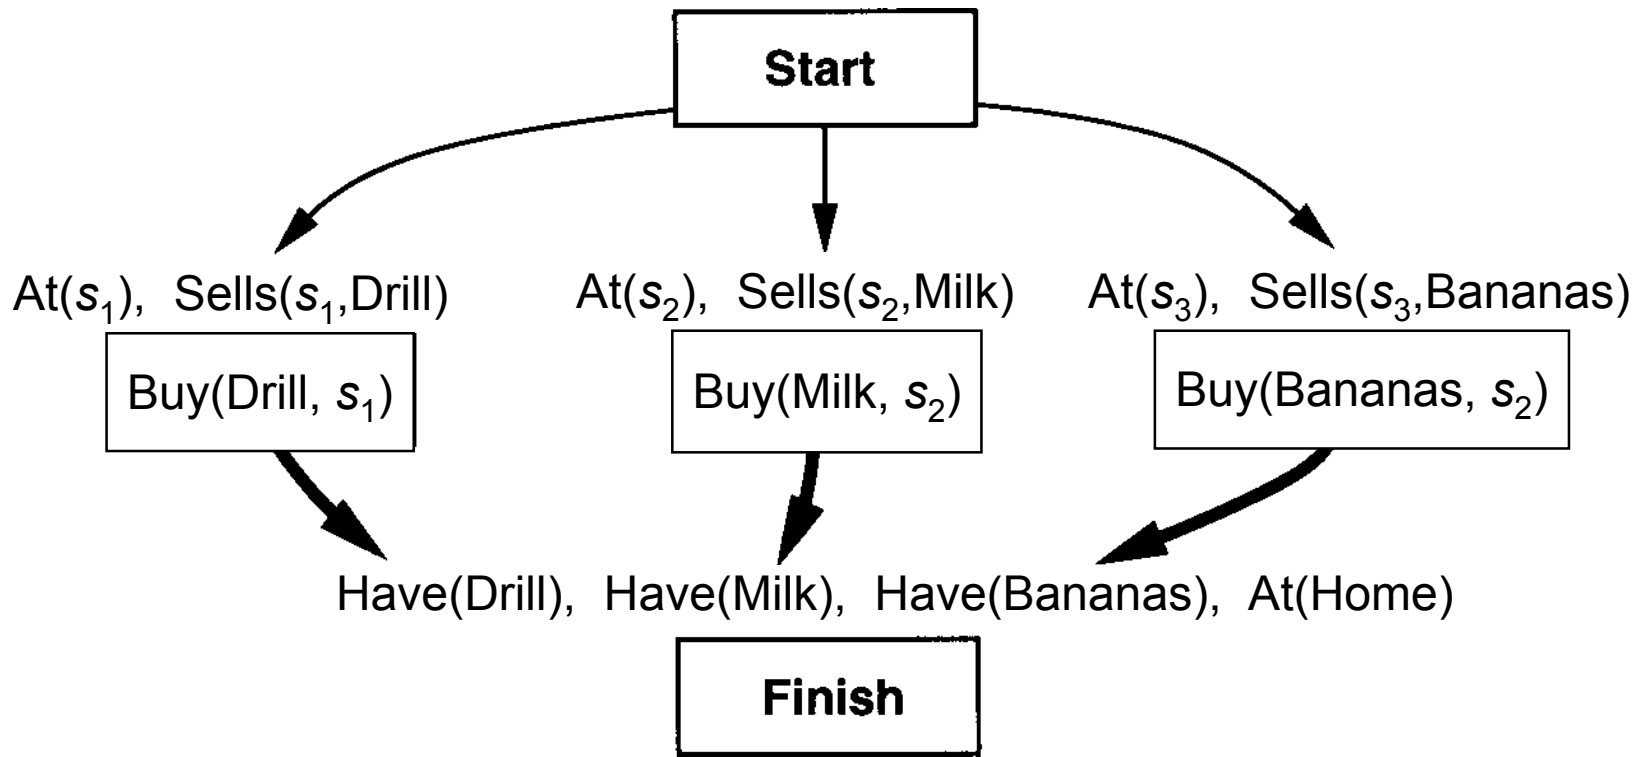 Start
At(s₁), Sells(s₁,Drill) At(s₂), Sells(s₂,Milk) At(s₃), Sells(s₃,Bananas)
Buy(Drill, s₁) Buy(Milk, s₂) Buy(Bananas, s₂)
Have(Drill), Have(Milk), Have(Bananas), At(Home)
Finish